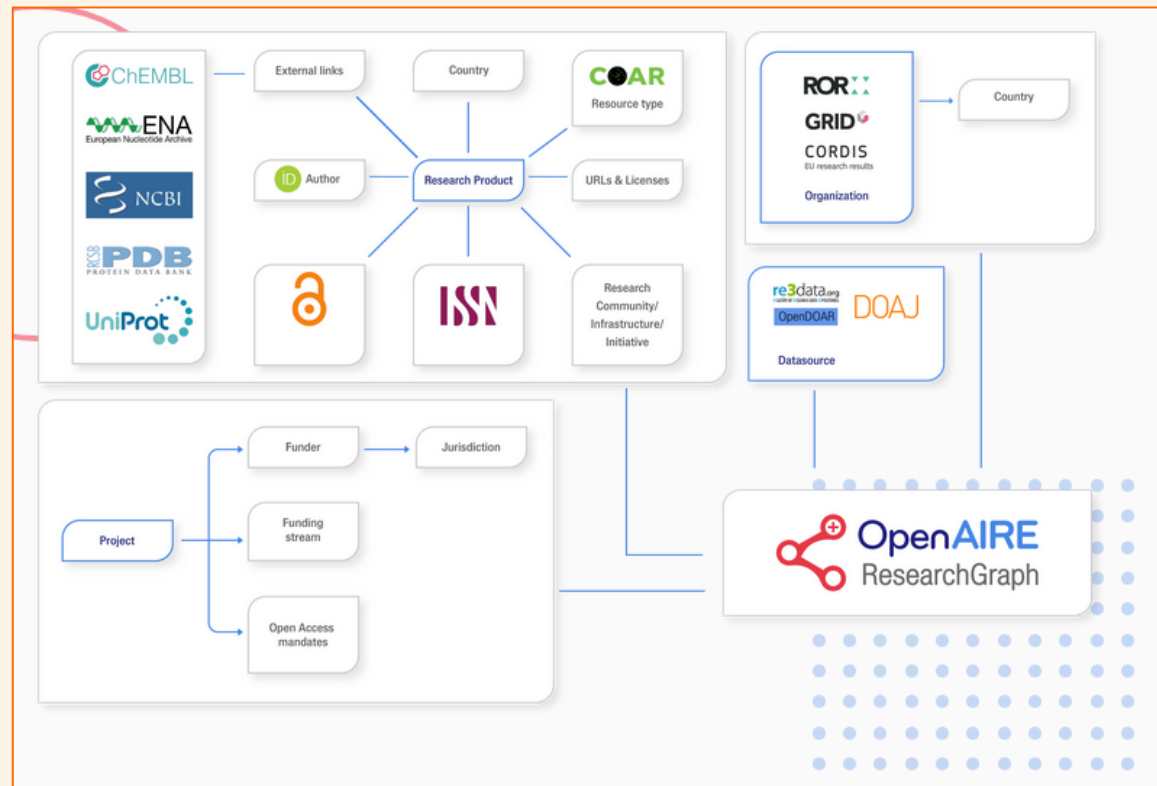 ChEMBL
ENA
European Nucleotide Archive
NCBI
RCSB
PDB
PROTEIN DATA BANK
UniProt
External links
Country
COAR
Resource type
iD Author
Research Product
URLs & Licenses
ISSN
Research
Community/
Infrastructure/
Initiative
ROR
GRID
CORDIS
EU research results
Organization
Country
re3data.org
OpenDOAR
DOAJ
Datasource
Project
Funder
Jurisdiction
Funding
stream
Open Access
mandates
OpenAIRE
ResearchGraph